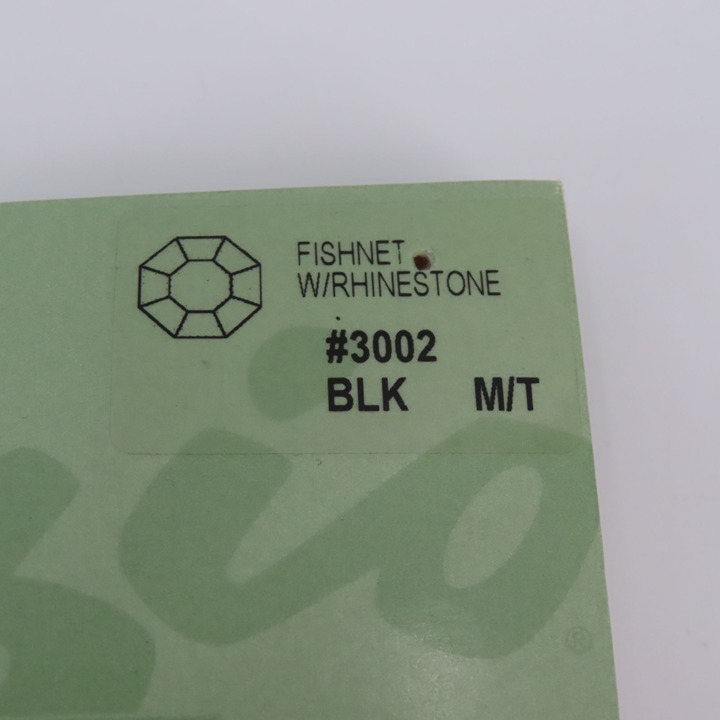 FISHNET
W/RHINESTONE
#3002
BLK M/T
®